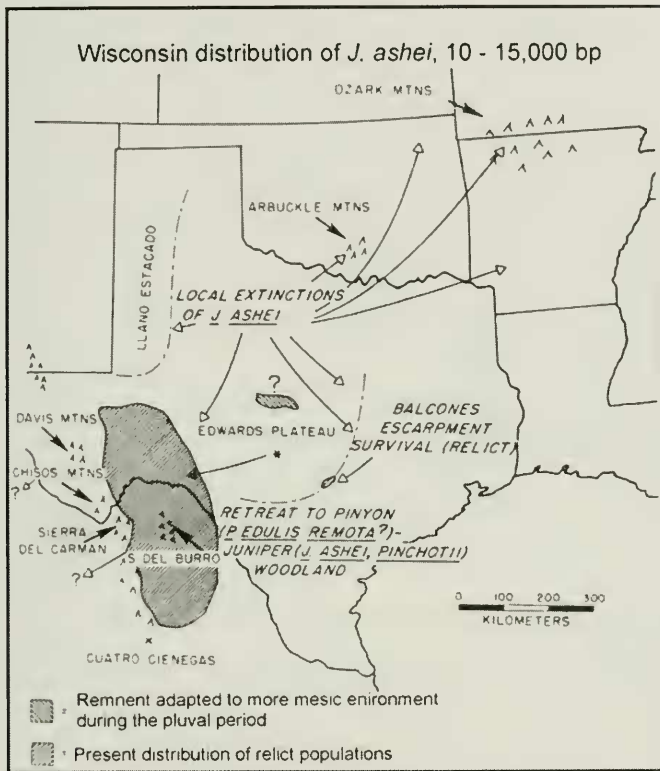 Wisconsin distribution of J. ashei, 10 - 15,000 bp
OZARK MTNS
ARBUCKLE MTNS
LLANO ESTACADO
LOCAL EXTINCTIONS
OF J ASHEI
?
DAVIS MTNS
EDWARDS PLATEAU
*
BALCONES
ESCARPMENT
SURVIVAL (RELICT)
CHISOS MTNS
?
RETREAT TO PINYON
(P. EDULIS REMOTA?)-
JUNIPER (J. ASHEI, PINCHOTII)
WOODLAND
SIERRA
DEL CARMAN
S. DEL BURRO
?
CUATRO CIENEGAS
0 100 200 300
KILOMETERS
Remnent adapted to more mesic enironment
during the pluval period
Present distribution of relict populations